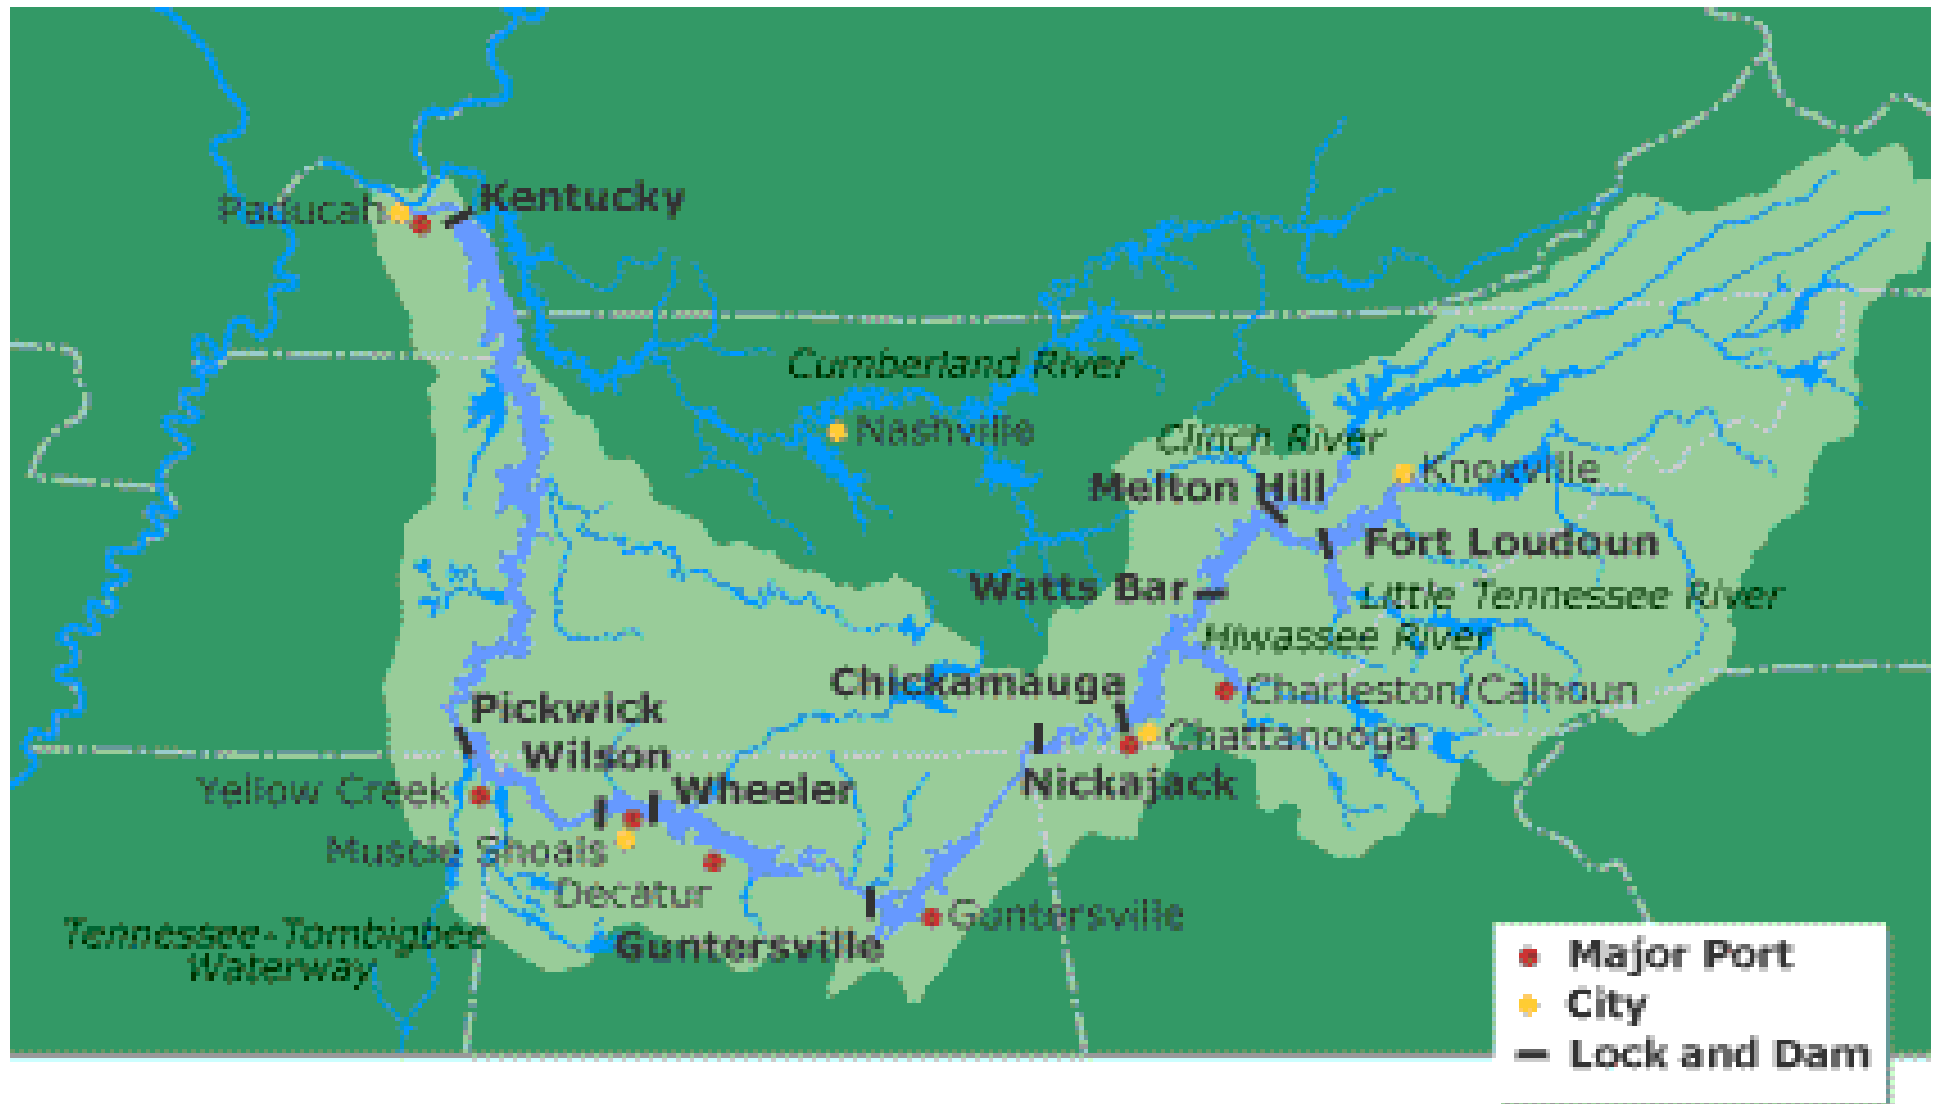 Kentucky
Paducah
Cumberland River
Nashville
Clinch River
Knoxville
Melton Hill
Fort Loudoun
Watts Bar
Little Tennessee River
Hiwassee River
Chickamauga
Charleston/Calhoun
Pickwick
Chattanooga
Wilson
Nickajack
Yellow Creek
Wheeler
Muscle Shoals
Decatur
Guntersville
Guntersville
Tennessee-Tombigbee
Waterway
Major Port
City
Lock and Dam